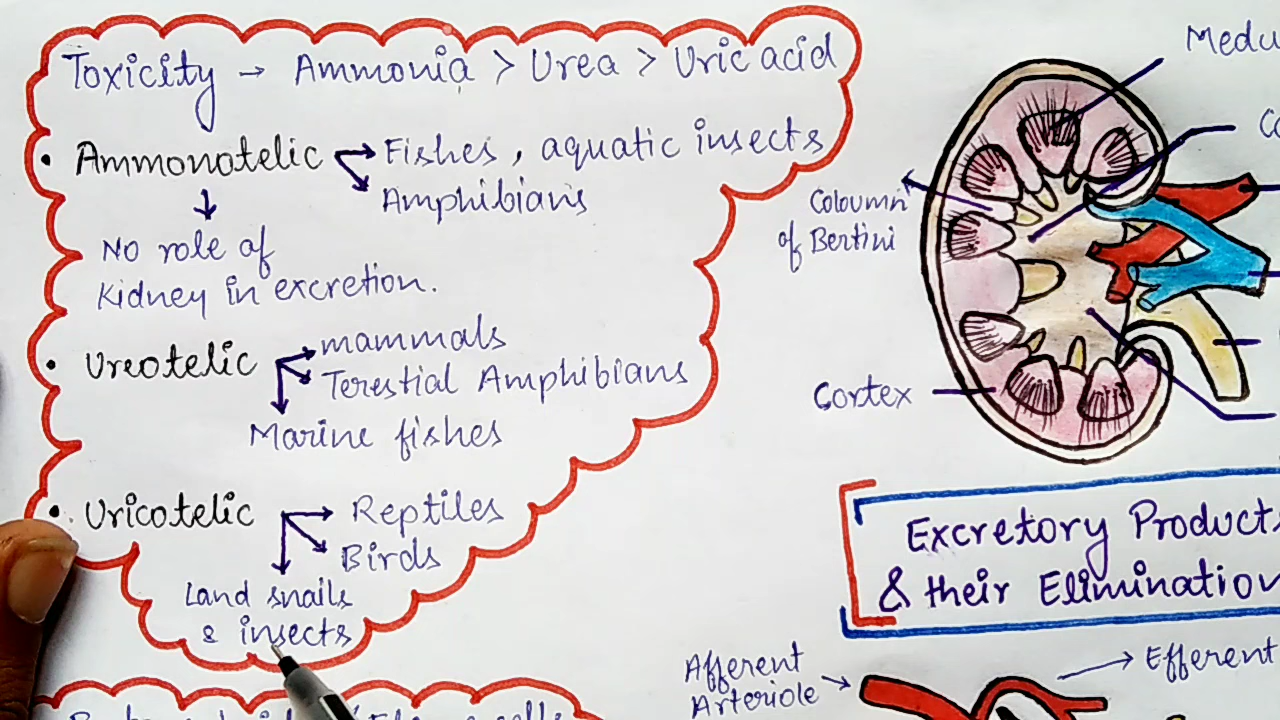 Toxicity → Ammonia > Urea > Uric acid
• Ammonotelic → Fishes, aquatic insects
Amphibians
No role of
Kidney in excretion.
• Ureotelic → mammals
Terestial Amphibians
Marine fishes
• Uricotelic → Reptiles
Birds
Land snails
& insects
Medu
Coloumn
of Bertini
Cortex
Excretory Products
& their Elimination
Afferent
Arteriole
Efferent